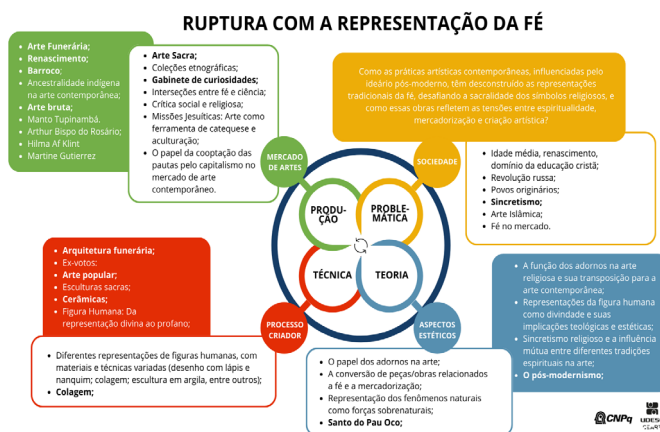 RUPTURA COM A REPRESENTAÇÃO DA FÉ
• Arte Funerária;
• Renascimento;
• Barroco;
• Ancestralidade indígena
na arte contemporânea;
• Arte bruta;
• Manto Tupinambá.
• Arthur Bispo do Rosário;
• Hilma Af Klint
• Martine Gutierrez
• Arte Sacra;
• Coleções etnográficas;
• Gabinete de curiosidades;
• Interseções entre fé e ciência;
• Crítica social e religiosa;
• Missões Jesuíticas: Arte como
ferramenta de catequese e
aculturação;
• O papel da cooptação das
pautas pelo capitalismo no
mercado de arte
contemporâneo.
MERCADO
DE ARTES
Como as práticas artísticas contemporâneas, influenciadas pelo
ideário pós-moderno, têm desconstruído as representações
tradicionais da fé, desafiando a sacralidade dos símbolos religiosos, e
como essas obras refletem as tensões entre espiritualidade,
mercadorização e criação artística?
SOCIEDADE
• Idade média, renascimento,
domínio da educação cristã;
• Revolução russa;
• Povos originários;
• Sincretismo;
• Arte Islâmica;
• Fé no mercado.
PRODU-
ÇÃO
PROBLE-
MÁTICA
TÉCNICA
TEORIA
• Arquitetura funerária;
• Ex-votos:
• Arte popular;
• Esculturas sacras;
• Cerâmicas;
• Figura Humana: Da
representação divina ao profano;
PROCESSO
CRIADOR
• Diferentes representações de figuras humanas, com
materiais e técnicas variadas (desenho com lápis e
nanquim; colagem; escultura em argila, entre outros);
• Colagem;
ASPECTOS
ESTÉTICOS
• A função dos adornos na arte
religiosa e sua transposição para a
arte contemporânea;
• Representações da figura humana
como divindade e suas
implicações teológicas e estéticas;
• Sincretismo religioso e a influência
mútua entre diferentes tradições
espirituais na arte;
• O pós-modernismo;
• O papel dos adornos na arte;
• A conversão de peças/obras relacionados
a fé e a mercadorização;
• Representação dos fenômenos naturais
como forças sobrenaturais;
• Santo do Pau Oco;
CNPq
UDESC
CEART